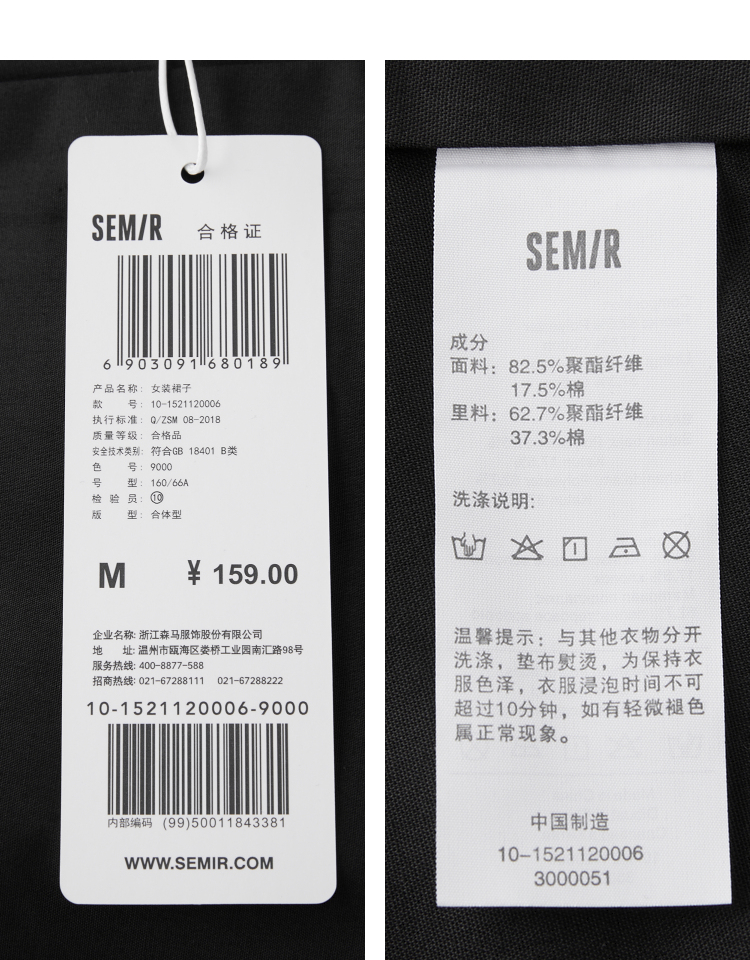 SEMIR 合格证
6 903091 680189
产品名称: 女装裙子
款 号: 10-1521120006
执行标准: Q/ZSM 08-2018
质量等级: 合格品
安全技术类别: 符合GB 18401 B类
色 号: 9000
号 型: 160/66A
检 验 员: ⑩
版 型: 合体型
M ¥ 159.00
企业名称: 浙江森马服饰股份有限公司
地 址: 温州市瓯海区娄桥工业园南汇路98号
服务热线: 400-8877-588
招商热线: 021-67288111 021-67288222
10-1521120006-9000
内部编码 (99)50011843381
WWW.SEMIR.COM
SEMIR
成分
面料: 82.5%聚酯纤维
17.5%棉
里料: 62.7%聚酯纤维
37.3%棉
洗涤说明:
温馨提示: 与其他衣物分开
洗涤, 垫布熨烫, 为保持衣
服色泽, 衣服浸泡时间不可
超过10分钟, 如有轻微褪色
属正常现象。
中国制造
10-1521120006
3000051